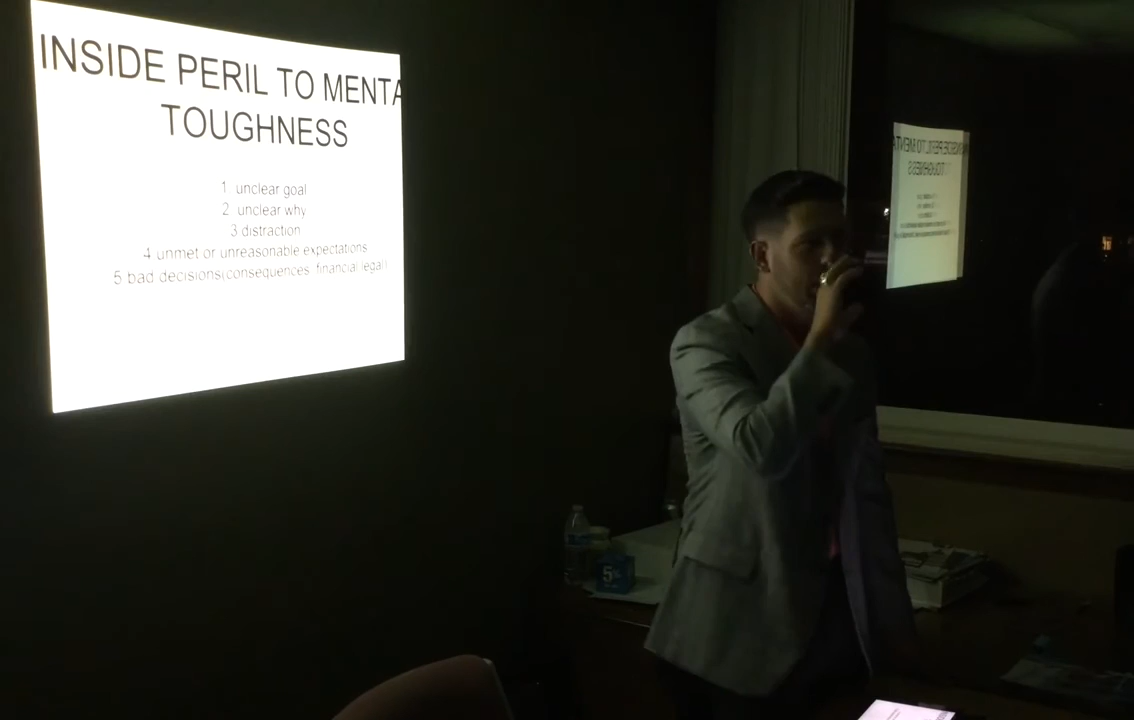 INSIDE PERIL TO MENTA
TOUGHNESS
1 unclear goal
2 unclear why
3 distraction
4 unmet or unreasonable expectations
5 bad decisions(consequences financial legal)
5